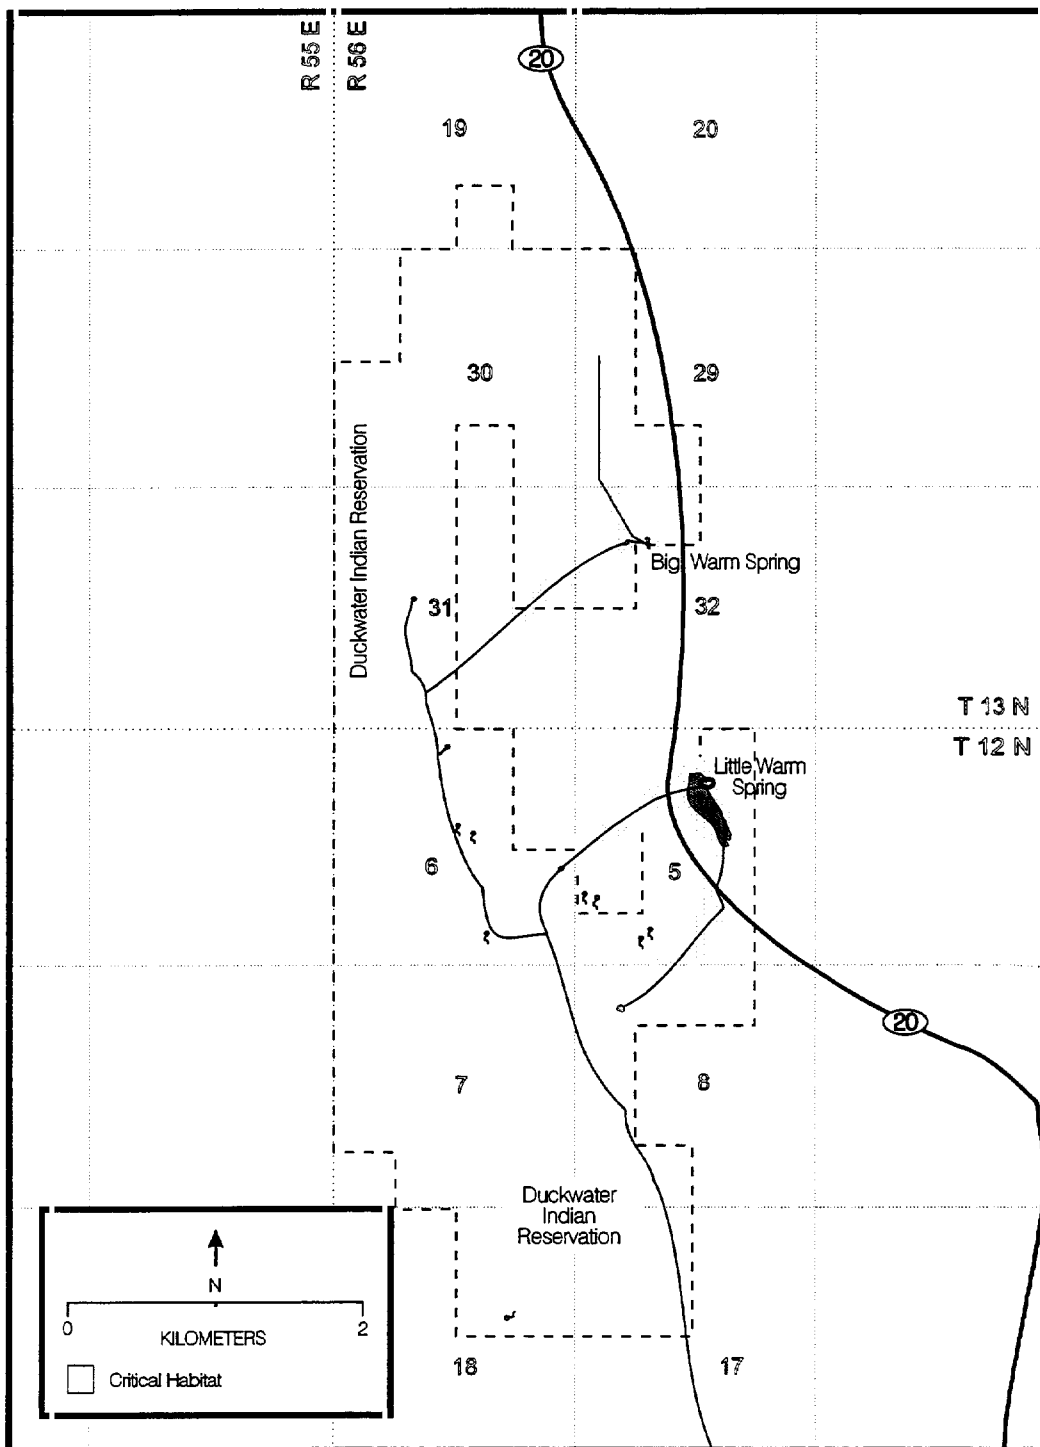 R 55 E
R 56 E
20
19
20
30
29
Duckwater Indian Reservation
Big Warm Spring
31
32
T 13 N
T 12 N
Little Warm
Spring
6
5
20
7
8
Duckwater
Indian
Reservation
N
0
2
KILOMETERS
Critical Habitat
18
17